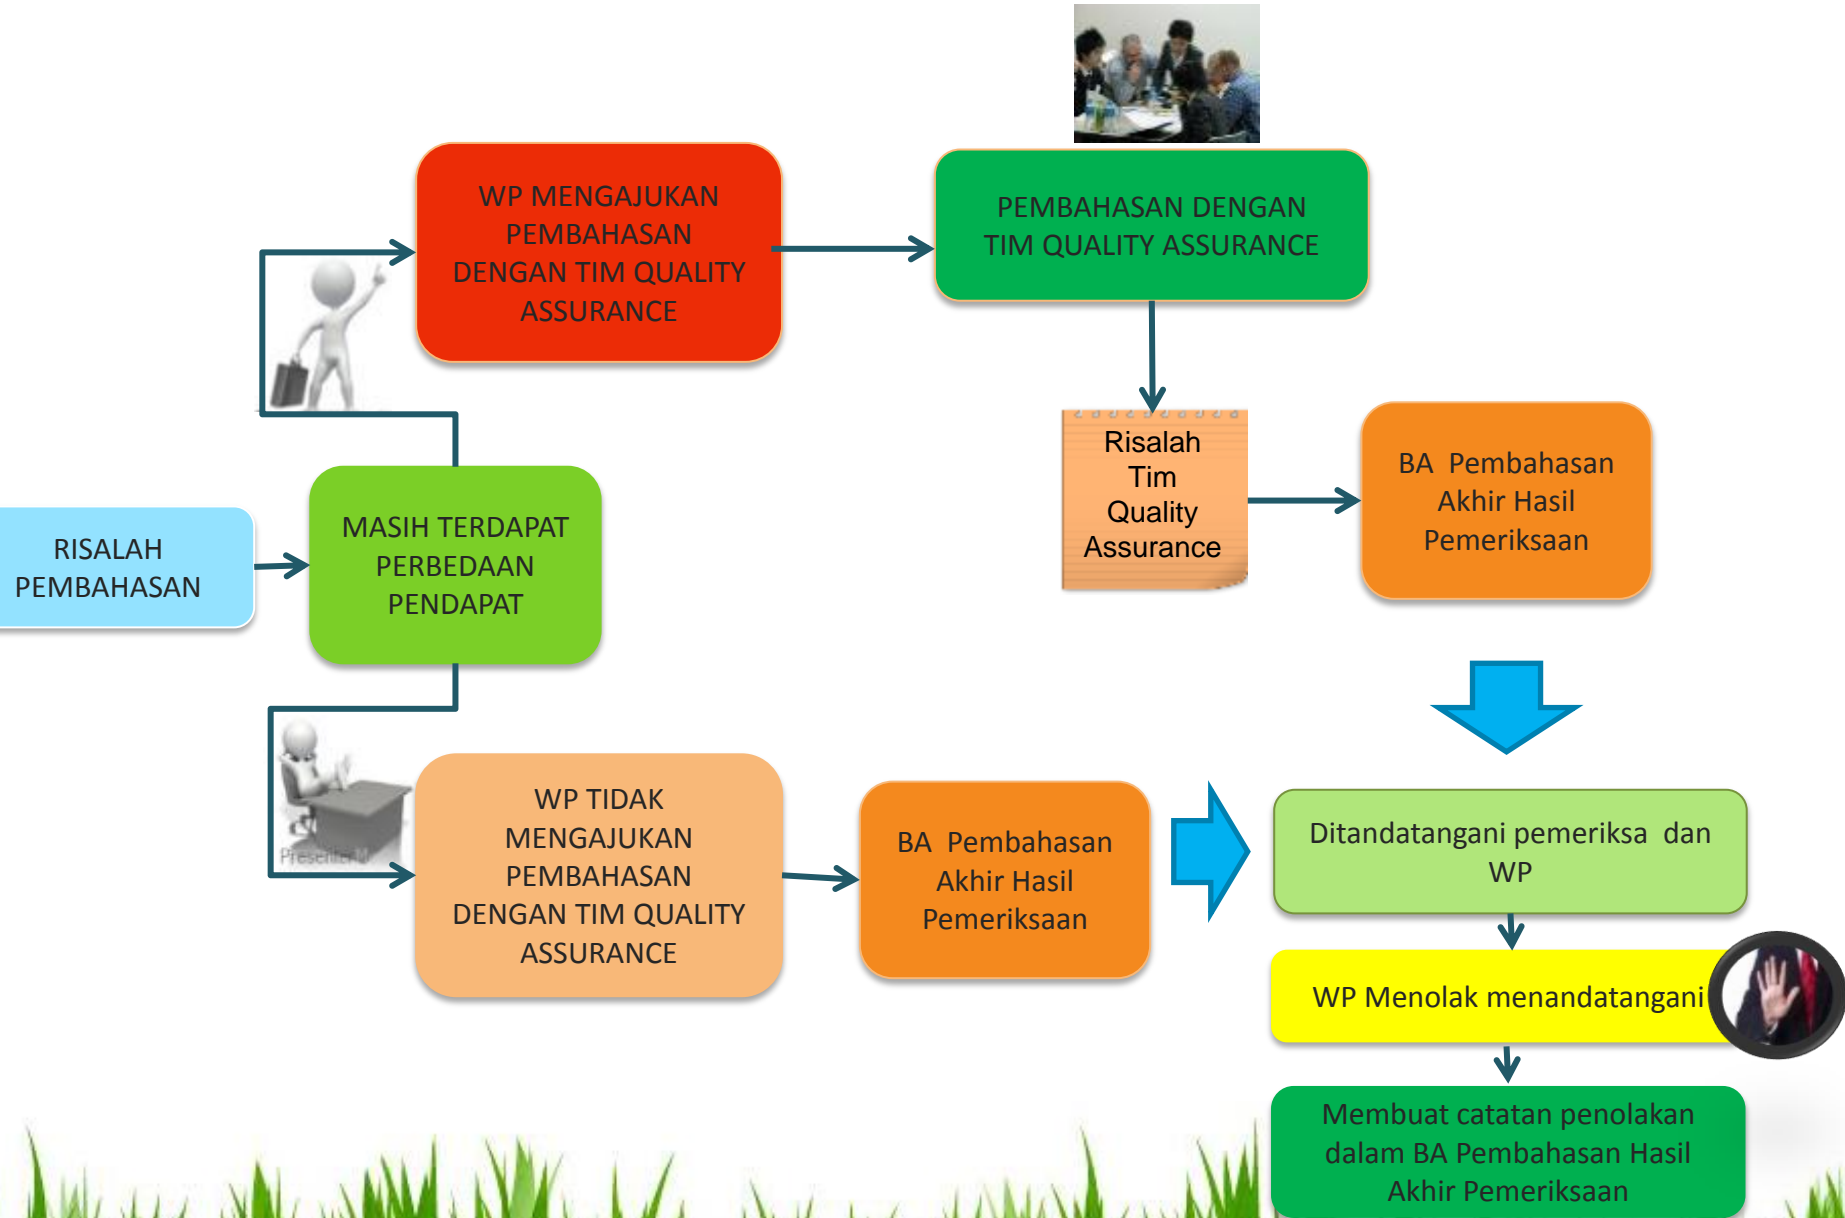 WP MENGAJUKAN
PEMBAHASAN
DENGAN TIM QUALITY
ASSURANCE
PEMBAHASAN DENGAN
TIM QUALITY ASSURANCE
Risalah
Tim
Quality
Assurance
BA Pembahasan
Akhir Hasil
Pemeriksaan
RISALAH
PEMBAHASAN
MASIH TERDAPAT
PERBEDAAN
PENDAPAT
WP TIDAK
MENGAJUKAN
PEMBAHASAN
DENGAN TIM QUALITY
ASSURANCE
BA Pembahasan
Akhir Hasil
Pemeriksaan
Ditandatangani pemeriksa dan
WP
WP Menolak menandatangani
Membuat catatan penolakan
dalam BA Pembahasan Hasil
Akhir Pemeriksaan